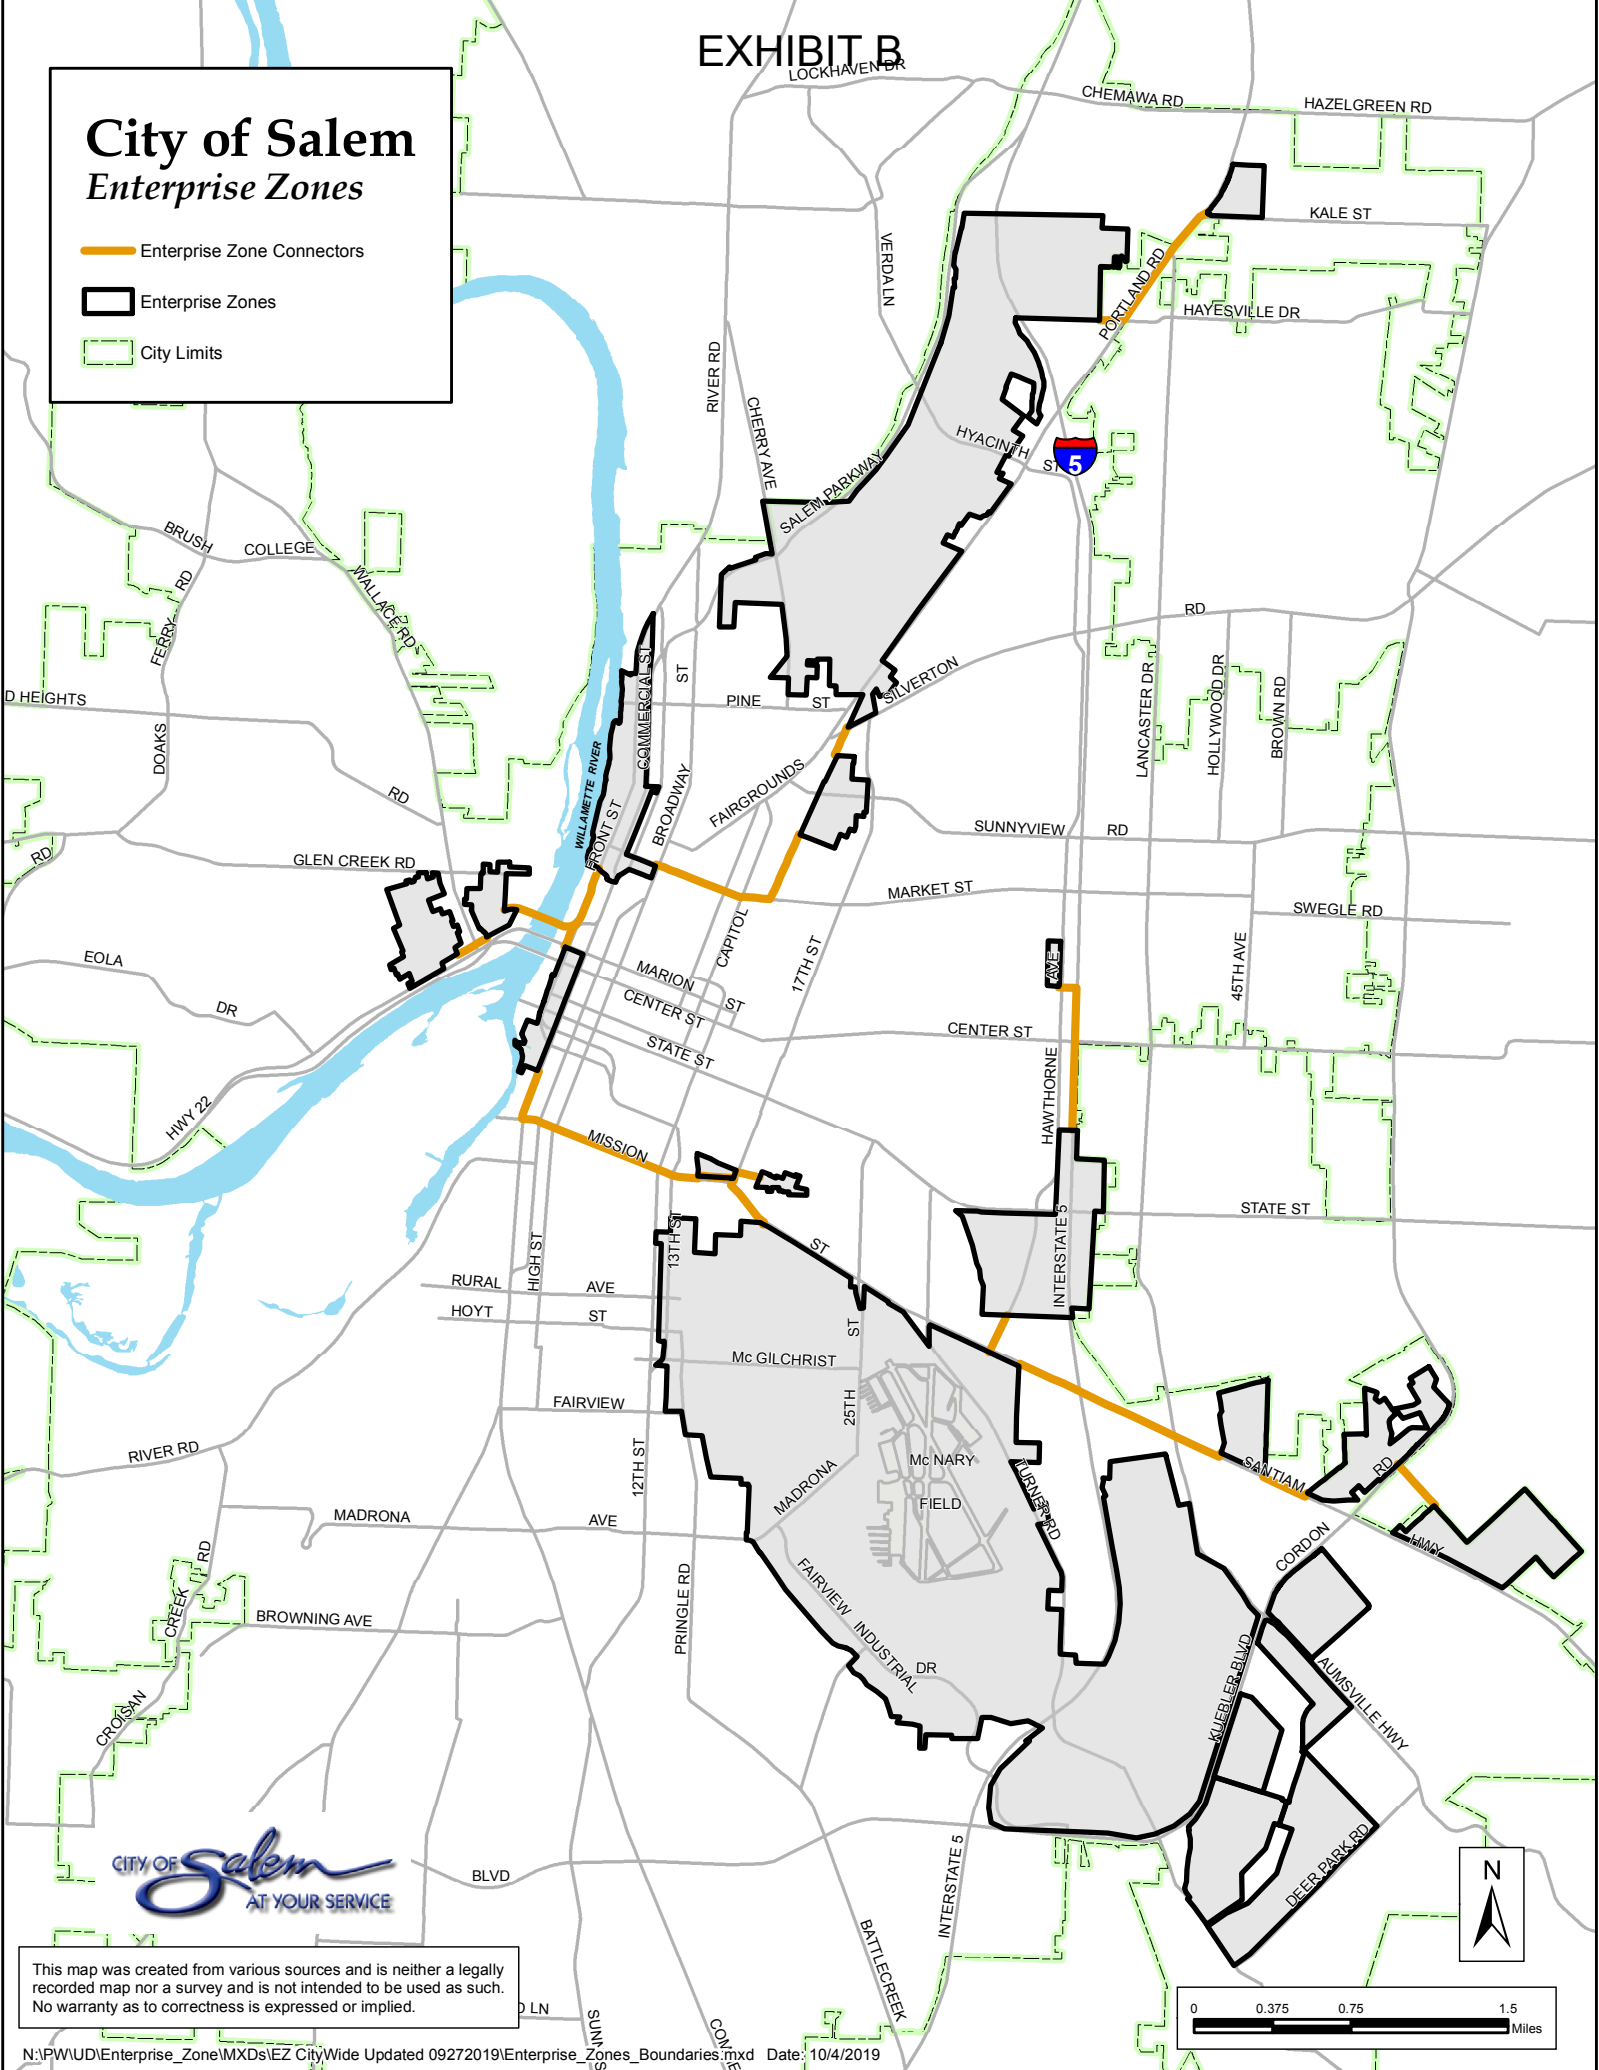 EXHIBIT B
City of Salem
Enterprise Zones
Enterprise Zone Connectors
Enterprise Zones
City Limits
LOCKHAVEN DR
CHEMAWA RD
HAZELGREEN RD
KALE ST
VERDA LN
PORTLAND RD
HAYESVILLE DR
RIVER RD
CHERRY AVE
HYACINTH
ST
5
SALEM PARKWAY
BRUSH
COLLEGE
RD
WALLACE RD
FERRY
RD
SILVERTON
D HEIGHTS
DOAKS
RD
COMMERCIAL ST
ST
PINE
ST
LANCASTER DR
HOLLYWOOD DR
BROWN RD
WILLAMETTE RIVER
FRONT ST
BROADWAY
FAIRGROUNDS
SUNNYVIEW
RD
RD
GLEN CREEK RD
MARKET ST
SWEGLE RD
CAPITOL
17TH ST
AVE
45TH AVE
EOLA
DR
MARION
ST
CENTER ST
STATE ST
CENTER ST
HAWTHORNE
HWY 22
MISSION
STATE ST
13TH ST
ST
INTERSTATE 5
HIGH ST
RURAL
AVE
HOYT
ST
ST
Mc GILCHRIST
25TH
FAIRVIEW
RIVER RD
12TH ST
Mc NARY
FIELD
TURNER RD
RD
SANTIAM
RD
MADRONA
MADRONA
AVE
HWY
CORDON
RD
CREEK
PRINGLE RD
FAIRVIEW
INDUSTRIAL
DR
BROWNING AVE
KUEBLER BLVD
AUMSVILLE HWY
CROISAN
CITY OF
Salem
AT YOUR SERVICE
BLVD
INTERSTATE 5
DEER PARK RD
BATTLECREEK
N
This map was created from various sources and is neither a legally
recorded map nor a survey and is not intended to be used as such.
No warranty as to correctness is expressed or implied.
D LN
SUNN
S
COM
E
0
0.375
0.75
1.5
Miles
N:\PW\UD\Enterprise_Zone\MXDs\EZ CityWide Updated 09272019\Enterprise_Zones_Boundaries.mxd Date: 10/4/2019